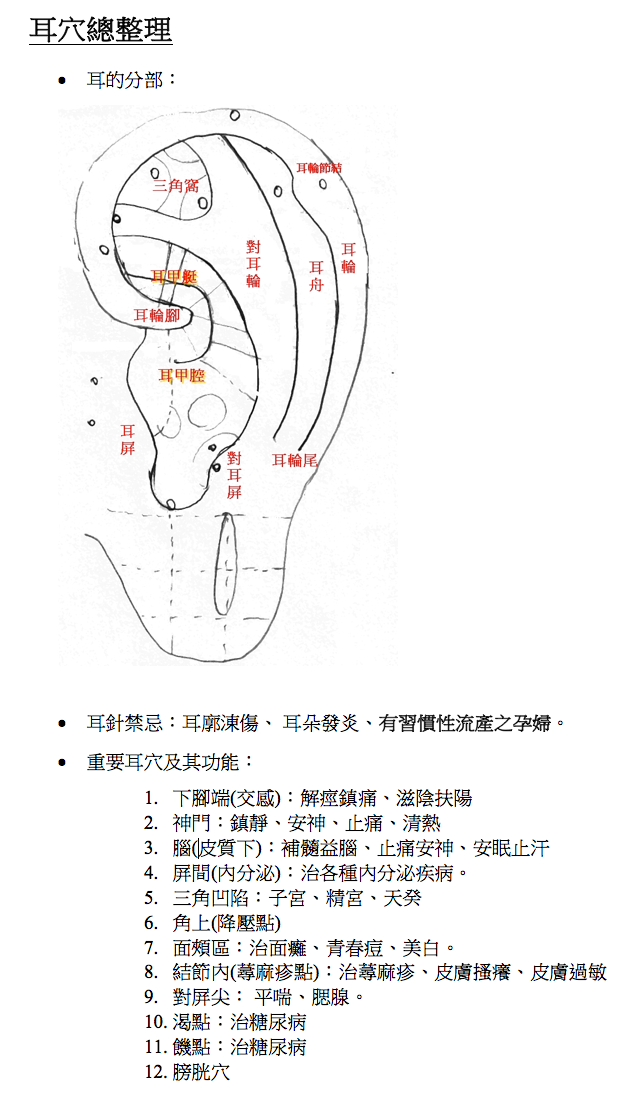 耳穴總整理
耳的分部：
耳輪節結
三角窩
對耳輪
耳舟
耳輪
耳甲艇
耳輪腳
耳甲腔
耳屏
對耳屏
耳輪尾
耳針禁忌：耳廓涷傷、 耳朵發炎、有習慣性流產之孕婦。
重要耳穴及其功能：
1. 下腳端(交感)：解痙鎮痛、滋陰扶陽
2. 神門：鎮靜、安神、止痛、清熱
3. 腦(皮質下)：補髓益腦、止痛安神、安眠止汗
4. 屏間(內分泌)：治各種內分泌疾病。
5. 三角凹陷：子宮、精宮、天癸
6. 角上(降壓點)
7. 面頰區：治面癱、青春痘、美白。
8. 結節內(蕁麻疹點)：治蕁麻疹、皮膚搔癢、皮膚過敏
9. 對屏尖： 平喘、腮腺。
10. 渴點：治糖尿病
11. 饑點：治糖尿病
12. 膀胱穴